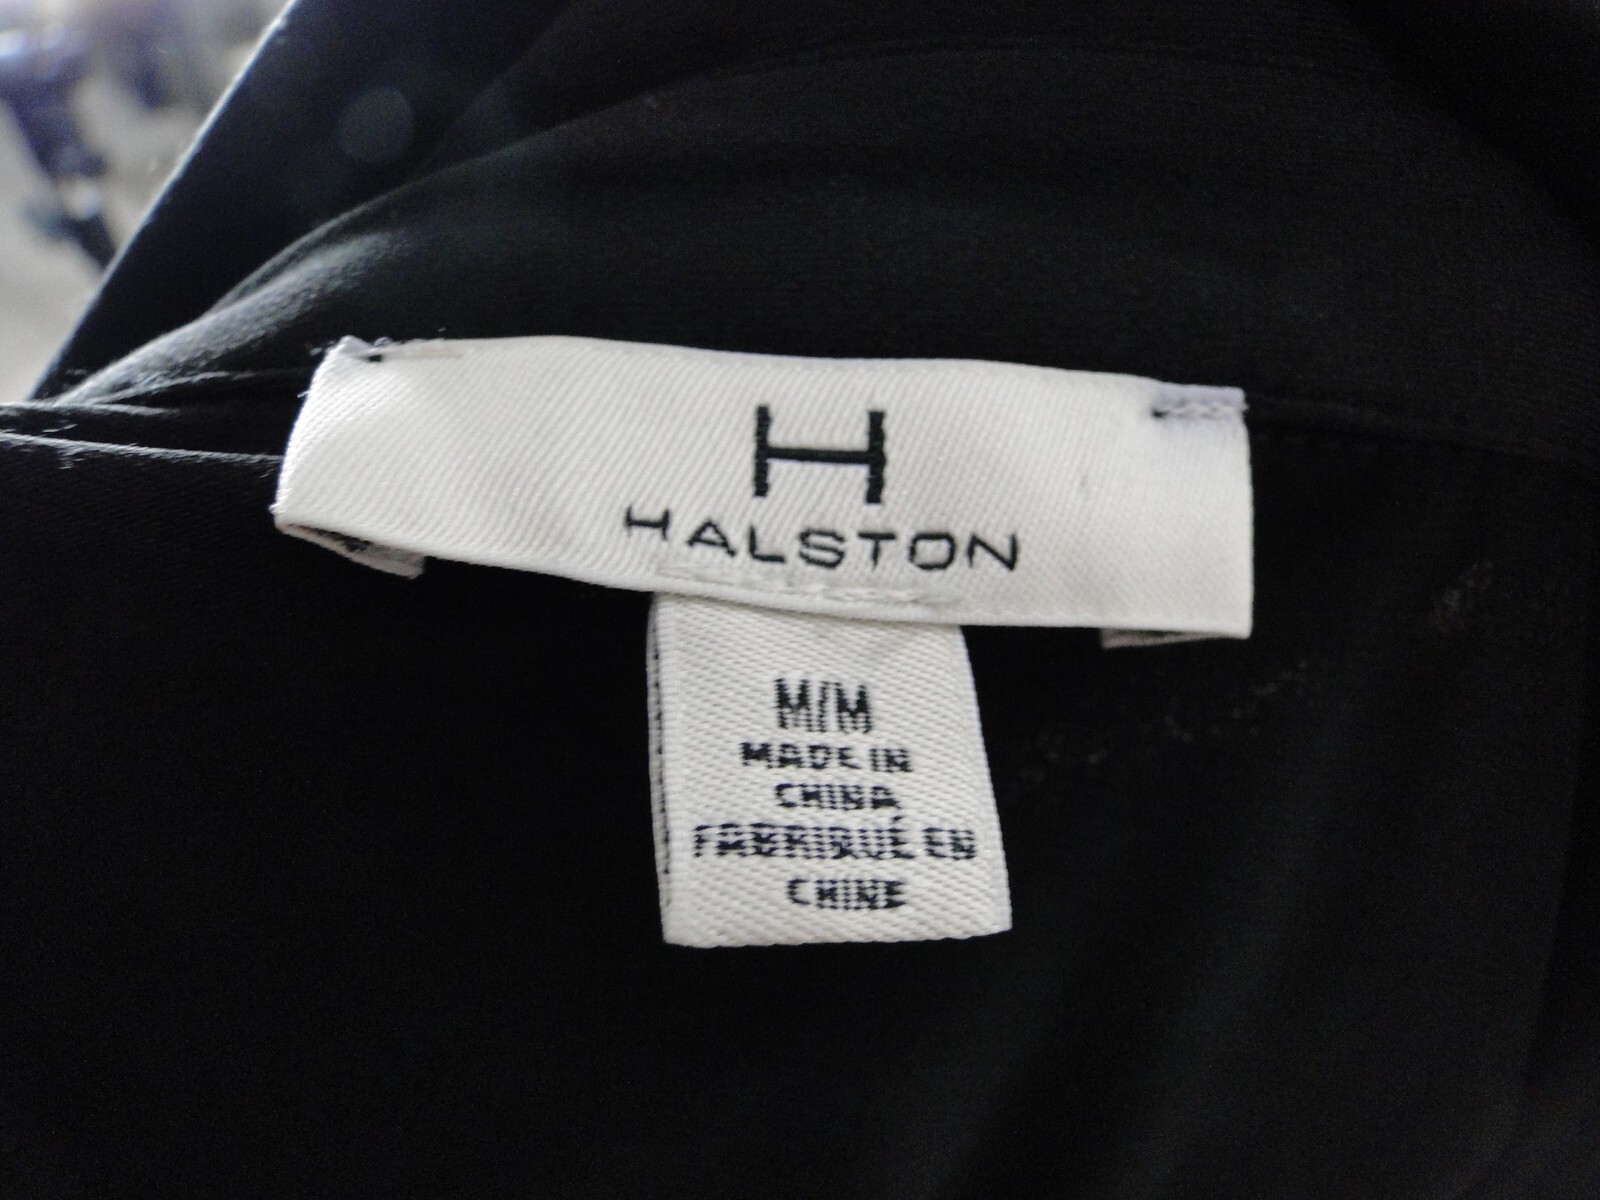 H
HALSTON
M/M
MADE IN
CHINA
FABRIQUÉ EN
CHINE